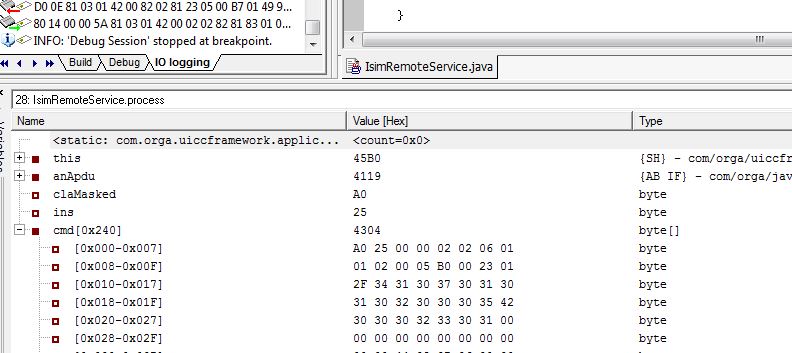 D0 0E 81 03 01 42 00 82 02 81 23 05 00 B7 01 49 9...
80 14 00 00 5A 81 03 01 42 00 02 02 82 81 83 01 0...
INFO: 'Debug Session' stopped at breakpoint.
}
Build Debug IO logging
IsimRemoteService.java
28: IsimRemoteService.process
Name Value [Hex] Type
<static: com.orga.uiccframework.applic... <count=0x0>
this 45B0 {SH} - com/orga/uiccfr
anApdu 4119 {AB IF} - com/orga/jav
claMasked A0 byte
ins 25 byte
cmd[0x240] 4304 byte[]
[0x000-0x007] A0 25 00 00 02 02 06 01 byte
[0x008-0x00F] 01 02 00 05 B0 00 23 01 byte
[0x010-0x017] 2F 34 31 30 37 30 31 30 byte
[0x018-0x01F] 31 30 32 30 30 30 35 42 byte
[0x020-0x027] 30 30 30 32 33 30 31 00 byte
[0x028-0x02F] 00 00 00 00 00 00 00 00 byte